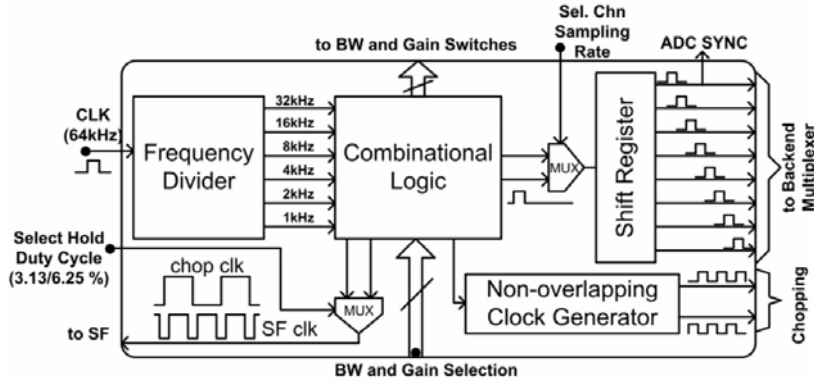 Sel. Chn
Sampling
Rate
to BW and Gain Switches
ADC SYNC
CLK
(64kHz)
Frequency
Divider
32kHz
16kHz
8kHz
4kHz
2kHz
1kHz
Combinational
Logic
MUX
Shift Register
to Backend
Multiplexer
Select Hold
Duty Cycle
(3.13/6.25 %)
chop clk
SF clk
MUX
to SF
Non-overlapping
Clock Generator
Chopping
BW and Gain Selection